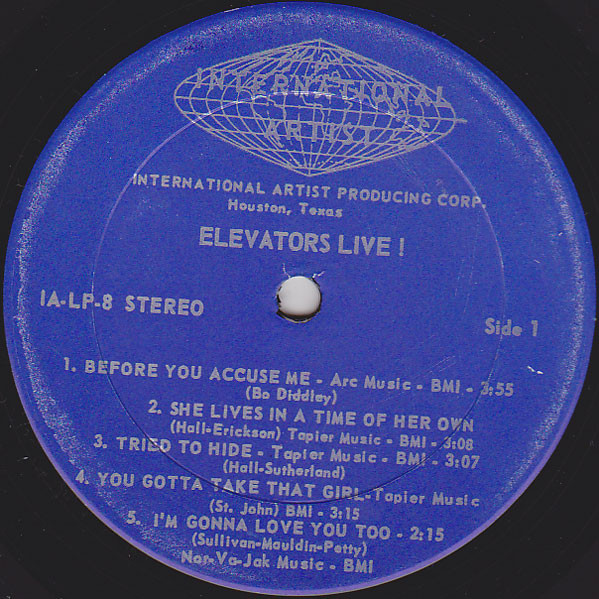 INTERNATIONAL
ARTISTS
INTERNATIONAL ARTIST PRODUCING CORP.
Houston, Texas
ELEVATORS LIVE !
IA-LP-8 STEREO
Side 1
1. BEFORE YOU ACCUSE ME - Arc Music - BMI - 3:55
(Bo Diddley)
2. SHE LIVES IN A TIME OF HER OWN
(Hall-Erickson) Tapier Music - BMI - 3:08
3. TRIED TO HIDE - Tapier Music - BMI - 3:07
(Hall-Sutherland)
4. YOU GOTTA TAKE THAT GIRL-Tapier Music
(St. John) BMI - 3:15
5. I'M GONNA LOVE YOU TOO - 2:15
(Sullivan-Mauldin-Petty)
Nor-Va-Jak Music - BMI